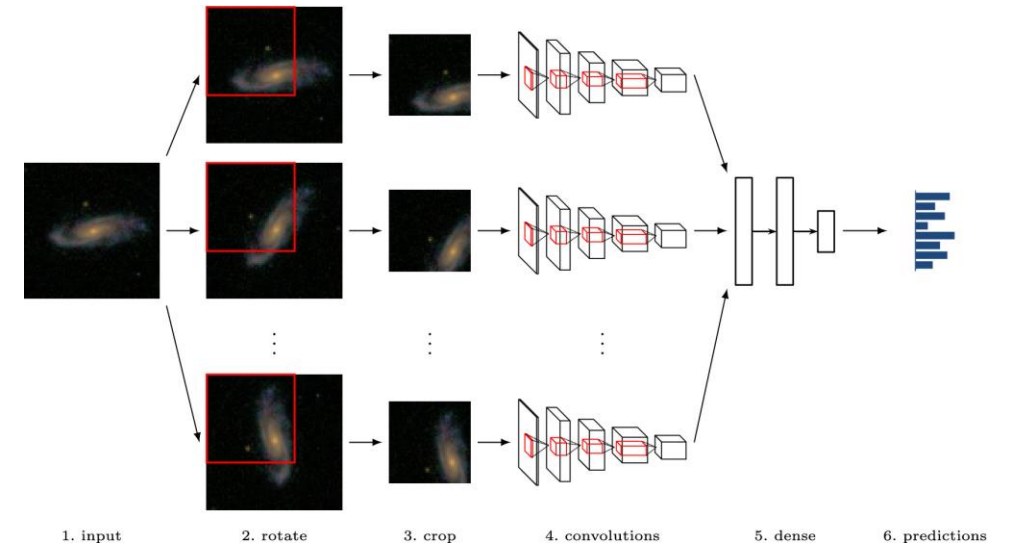 1. input
2. rotate
3. crop
4. convolutions
5. dense
6. predictions